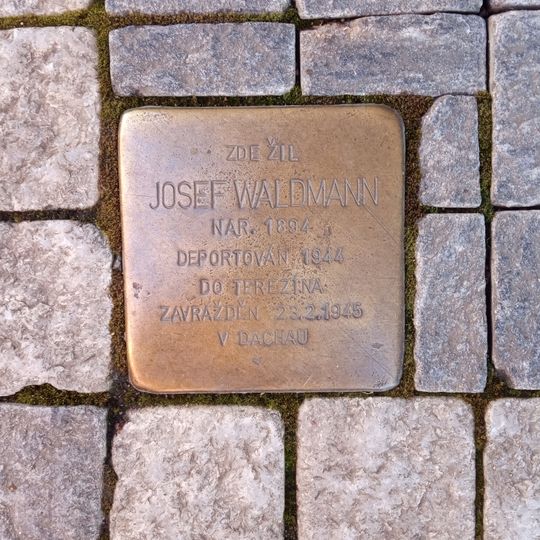 ZDE ŽIL
JOSEF WALDMANN
NAR. 1894
DEPORTOVÁN 1944
DO TEREZÍNA
ZAVRAŽDĚN 23.2.1945
V DACHAU